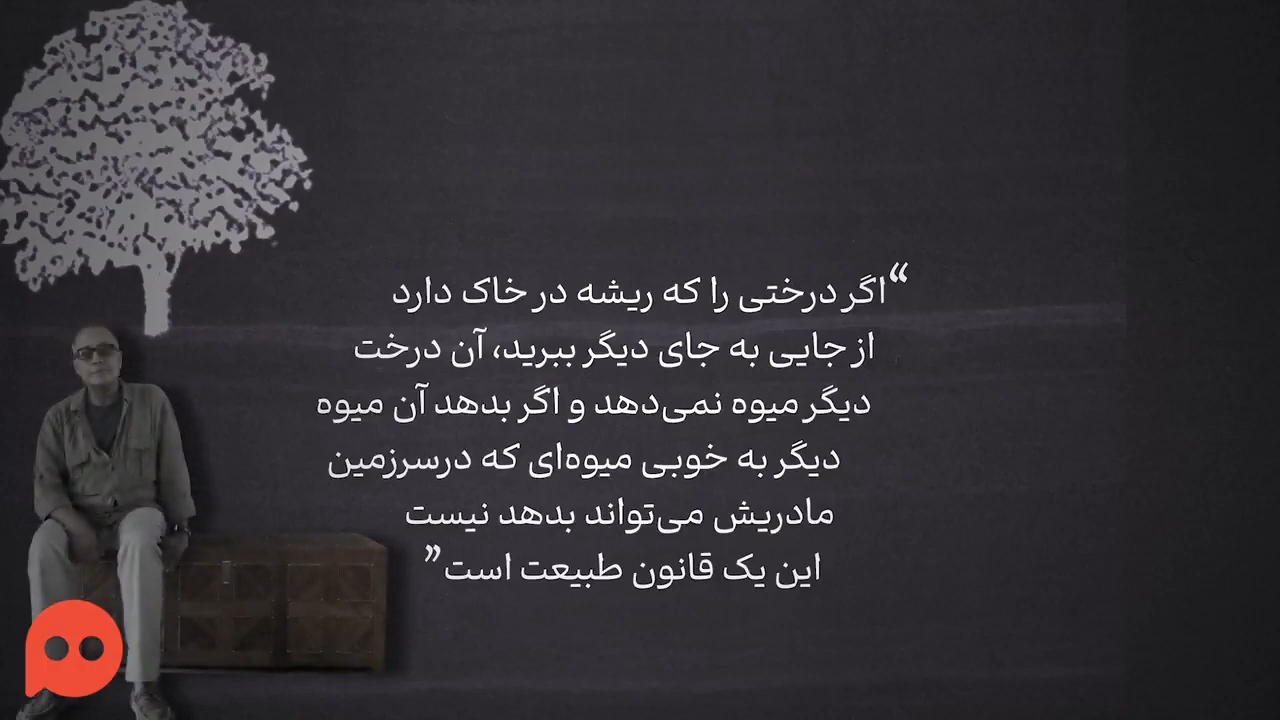 “اگر درختی را که ریشه در خاک دارد
از جایی به جای دیگر ببرید، آن درخت
دیگر میوه نمی‌دهد و اگر بدهد آن میوه
دیگر به خوبی میوه‌ای که درسرزمین
مادریش می‌تواند بدهد نیست
این یک قانون طبیعت است”